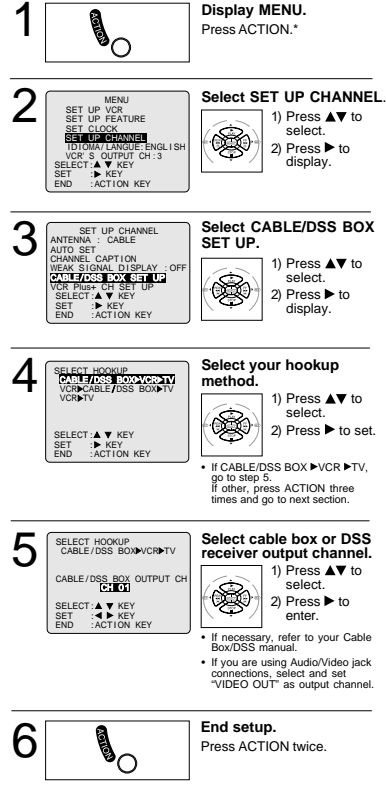 1
ACTION
Display MENU.
Press ACTION.*
2
MENU
SET UP VCR
SET UP FEATURE
SET CLOCK
SET UP CHANNEL
IDIOMA/LANGUE:ENGLISH
VCR' S OUTPUT CH:3
SELECT:▲ ▼ KEY
SET :▶ KEY
END :ACTION KEY
Select SET UP CHANNEL.
1) Press ▲▼ to
select.
2) Press ▶ to
display.
3
SET UP CHANNEL
ANTENNA : CABLE
AUTO SET
CHANNEL CAPTION
WEAK SIGNAL DISPLAY :OFF
CABLE/DSS BOX SET UP
VCR Plus+ CH SET UP
SELECT:▲ ▼ KEY
SET :▶ KEY
END :ACTION KEY
Select CABLE/DSS BOX
SET UP.
1) Press ▲▼ to
select.
2) Press ▶ to
display.
4
SELECT HOOKUP
CABLE/DSS BOX▶VCR▶TV
VCR▶CABLE/DSS BOX▶TV
VCR▶TV
SELECT:▲ ▼ KEY
SET :▶ KEY
END :ACTION KEY
Select your hookup
method.
1) Press ▲▼ to
select.
2) Press ▶ to set.
• If CABLE/DSS BOX ▶VCR ▶TV,
go to step 5.
If other, press ACTION three
times and go to next section.
5
SELECT HOOKUP
CABLE/DSS BOX▶VCR▶TV
CABLE/DSS BOX OUTPUT CH
CH 01
SELECT:▲ ▼ KEY
SET :◀ ▶ KEY
END :ACTION KEY
Select cable box or DSS
receiver output channel.
1) Press ▲▼ to
select.
2) Press ▶ to
enter.
• If necessary, refer to your Cable
Box/DSS manual.
• If you are using Audio/Video jack
connections, select and set
“VIDEO OUT” as output channel.
6
ACTION
End setup.
Press ACTION twice.